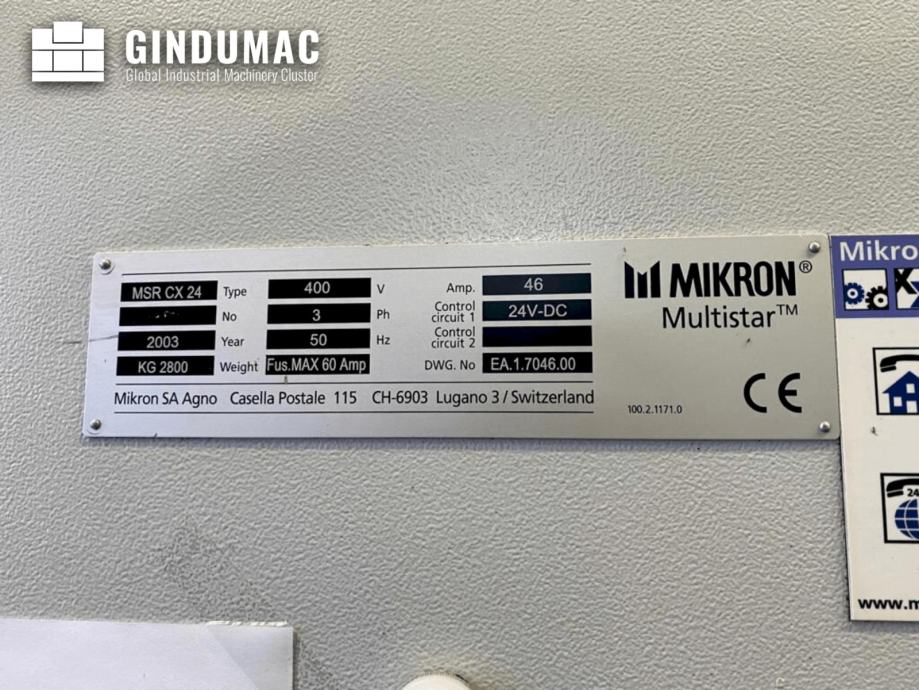 GINDUMAC
Global Industrial Machinery Cluster
MSR CX 24 Type 400 V Amp. 46
No 3 Ph Control circuit 1 24V-DC
2003 Year 50 Hz Control circuit 2
KG 2800 Weight Fus.MAX 60 Amp DWG. No EA.1.7046.00
Mikron SA Agno Casella Postale 115 CH-6903 Lugano 3 / Switzerland
MIKRON®
Multistar™
100.2.1171.0
CE
Mikro
24
www.m